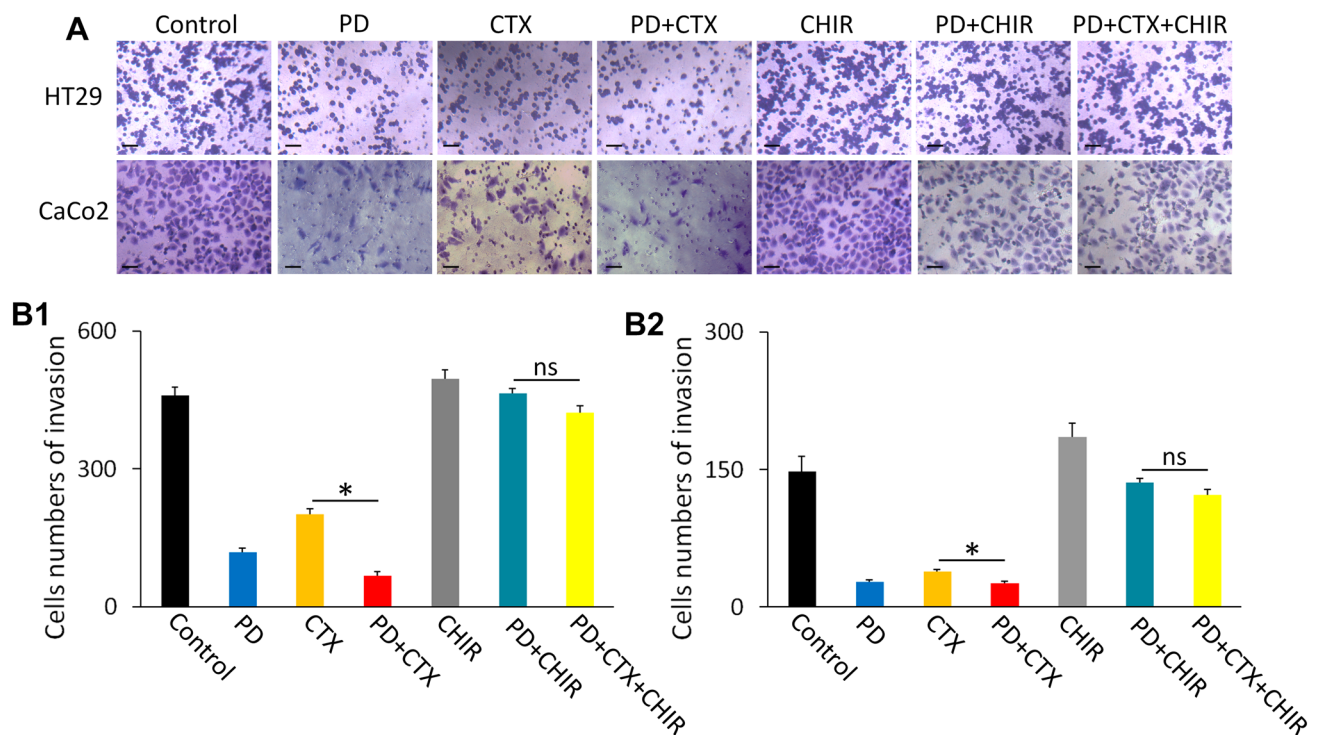 A
Control PD CTX PD+CTX CHIR PD+CHIR PD+CTX+CHIR
HT29
CaCo2
B1
Cells numbers of invasion
600
300
0
*
ns
Control PD CTX PD+CTX CHIR PD+CHIR PD+CTX+CHIR
B2
Cells numbers of invasion
300
150
0
*
ns
Control PD CTX PD+CTX CHIR PD+CHIR PD+CTX+CHIR